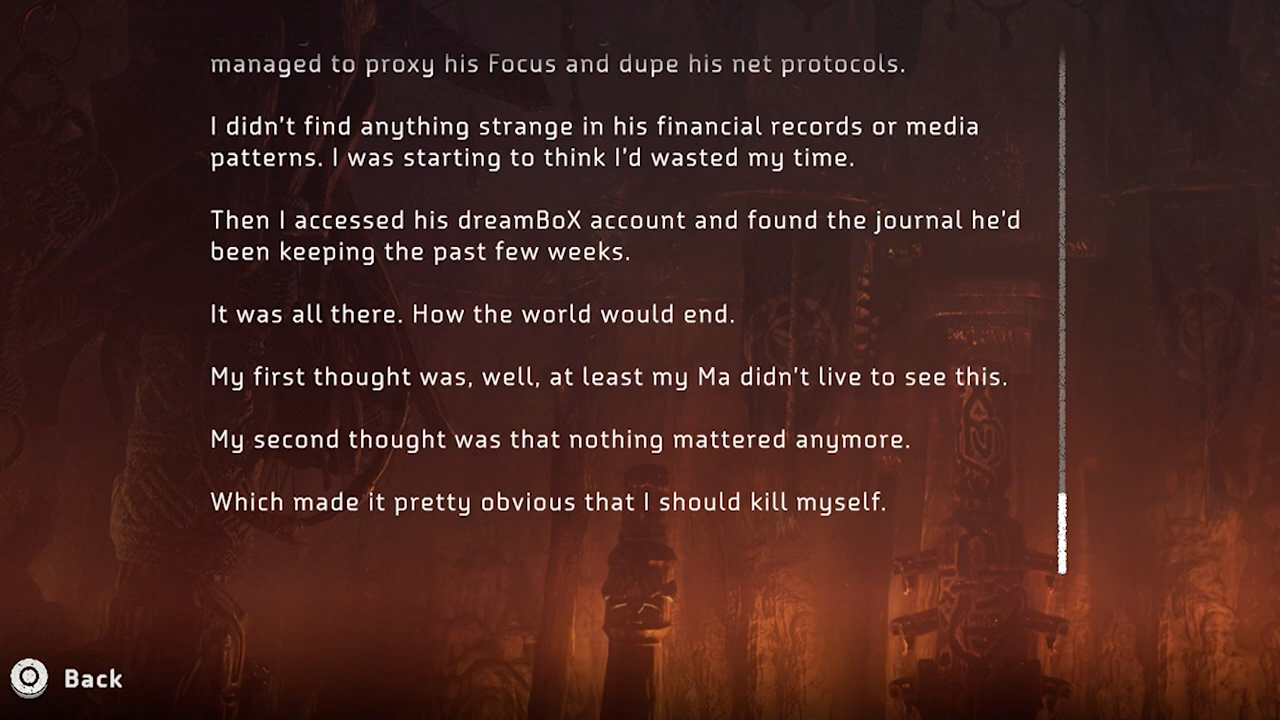 managed to proxy his Focus and dupe his net protocols.
I didn't find anything strange in his financial records or media
patterns. I was starting to think I'd wasted my time.
Then I accessed his dreamBoX account and found the journal he'd
been keeping the past few weeks.
It was all there. How the world would end.
My first thought was, well, at least my Ma didn't live to see this.
My second thought was that nothing mattered anymore.
Which made it pretty obvious that I should kill myself.
Back